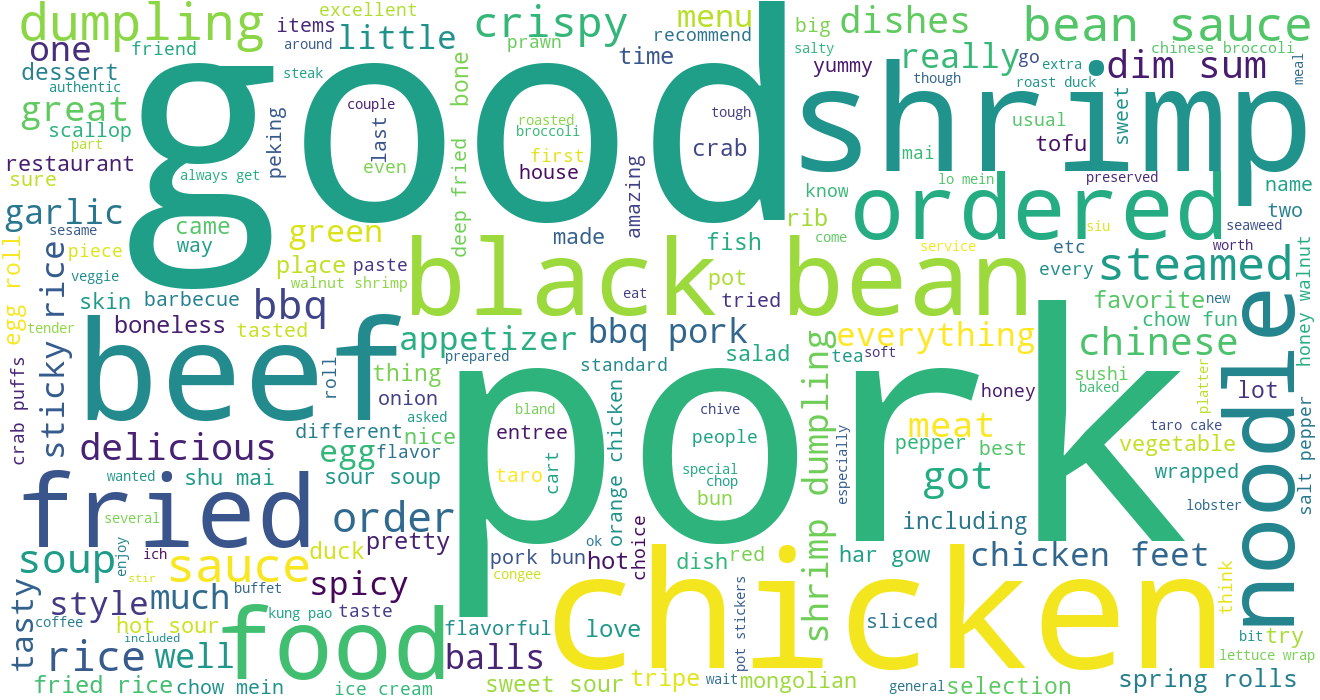 dumpling
excellent
items
around
little
crispy
prawn
menu
recommend
time
big
dishes
salty
bean sauce
chinese broccoli
one
friend
dessert
authentic
great
scallop
part
restaurant
sure
steak
good
couple
last
even
roasted
broccoli
first
house
tough
crab
bone
deep fried
peking
always get
amazing
yummy
really
go
extra
though
roast duck
dim sum
meal
shrimp
usual
tofu
sweet
mai
preserved
lo mein
know
ordered
siu
name
two
seaweed
rib
come
service
etc
worth
every
steamed
garlic
sesame
piece
came
way
green
place
paste
walnut shrimp
made
fish
pot
tried
eat
black bean
veggie
skin
barbecue
bbq
egg roll
sticky rice
tender
boneless
tasted
appetizer
bbq pork
prepared
standard
salad
everything
tea
soft
favorite
new
chow fun
chinese
honey walnut
noodle
lot
beef
roll
thing
onion
asked
different
nice
flavor
egg
crab puffs
delicious
shu mai
sour soup
wanted
fried
several
order
pretty
pork
bland
entree
taro
cart
chive
people
special
chop
bun
orange chicken
shrimp dumpling
especially
honey
meat
pepper
best
got
including
sushi
baked
platter
taro cake
vegetable
wrapped
lobster
salt pepper
soup
enjoy
ich
stir
sauce
duck
buffet
spicy
pork bun
congee
ok
hot
choice
dish
red
har gow
chicken feet
tasty
style
coffee
much
hot sour
included
kung pao
taste
food
flavorful
love
chicken
pot stickers
sliced
think
bit
try
lettuce wrap
rice
well
balls
fried rice
chow mein
ice cream
sweet sour
tripe
wait
mongolian
general
selection
spring rolls